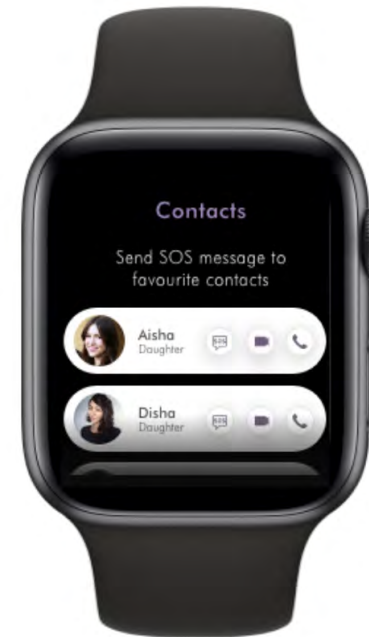 Contacts
Send SOS message to
favourite contacts
Aisha
Daughter
SOS
Disha
Daughter
SOS